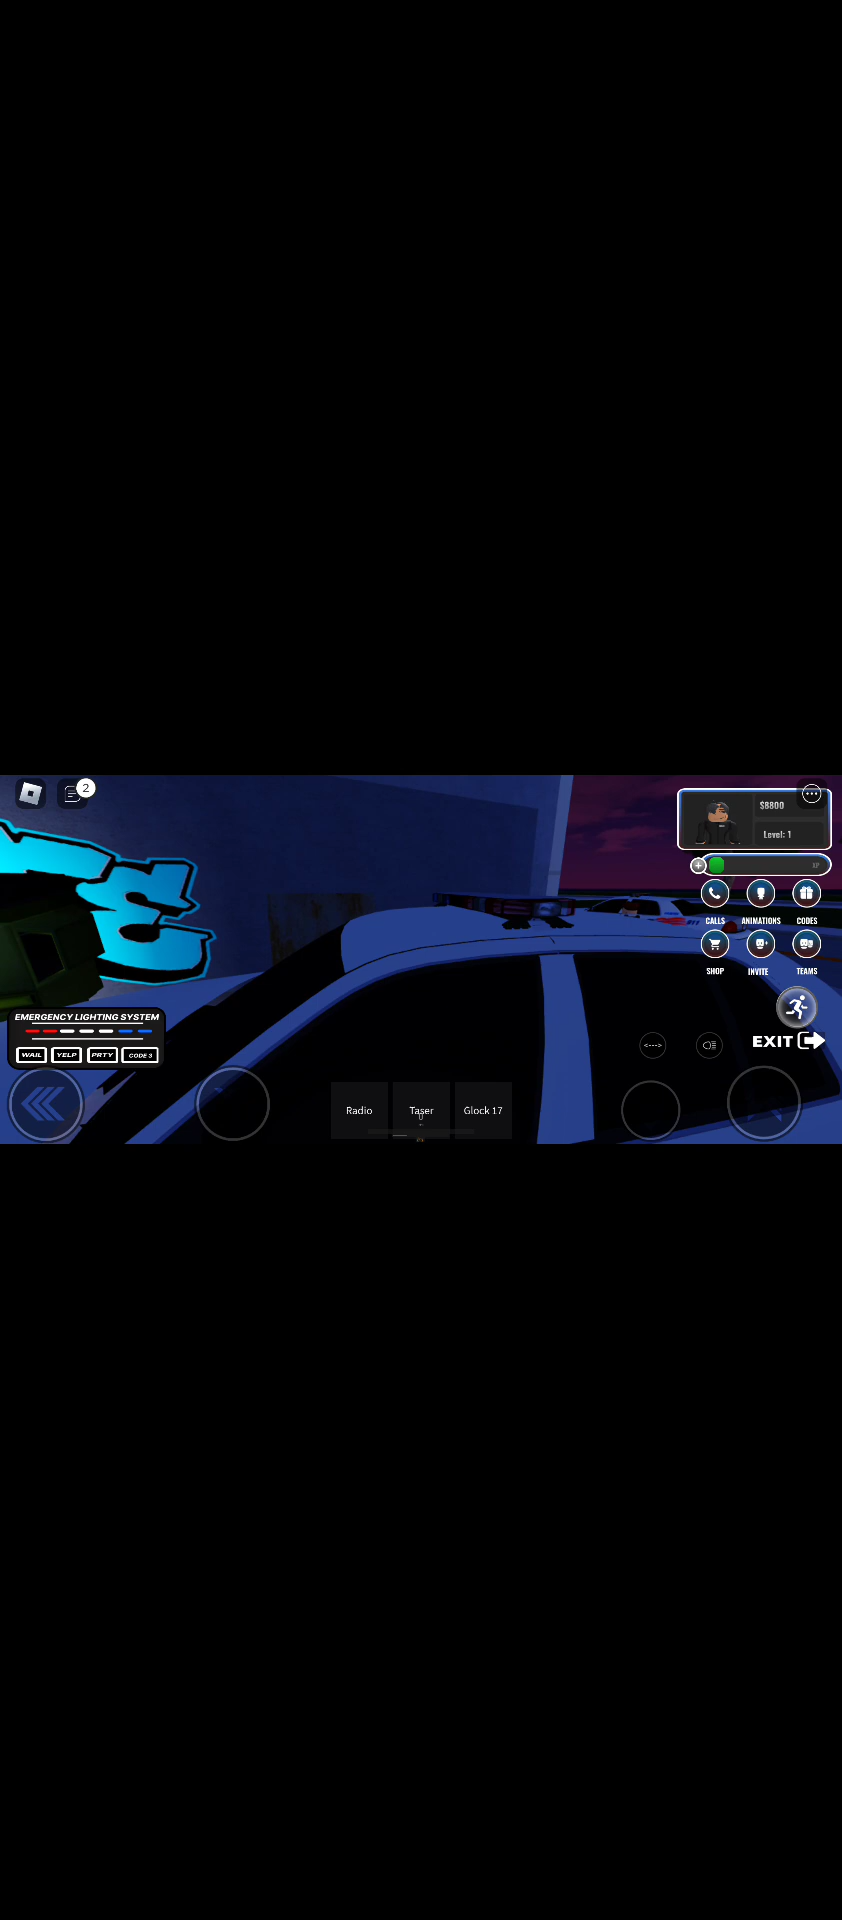 2
$8800
Level: 1
XP
CALLS
ANIMATIONS
CODES
SHOP
INVITE
TEAMS
EMERGENCY LIGHTING SYSTEM
WAIL
YELP
PRTY
CODE 3
<--->
EXIT
Radio
Taser
Glock 17
0